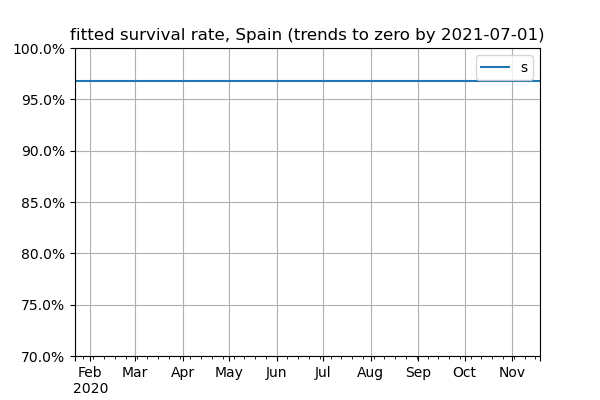 fitted survival rate, Spain (trends to zero by 2021-07-01)
100.0%
s
95.0%
90.0%
85.0%
80.0%
75.0%
70.0%
Feb Mar Apr May Jun Jul Aug Sep Oct Nov
2020